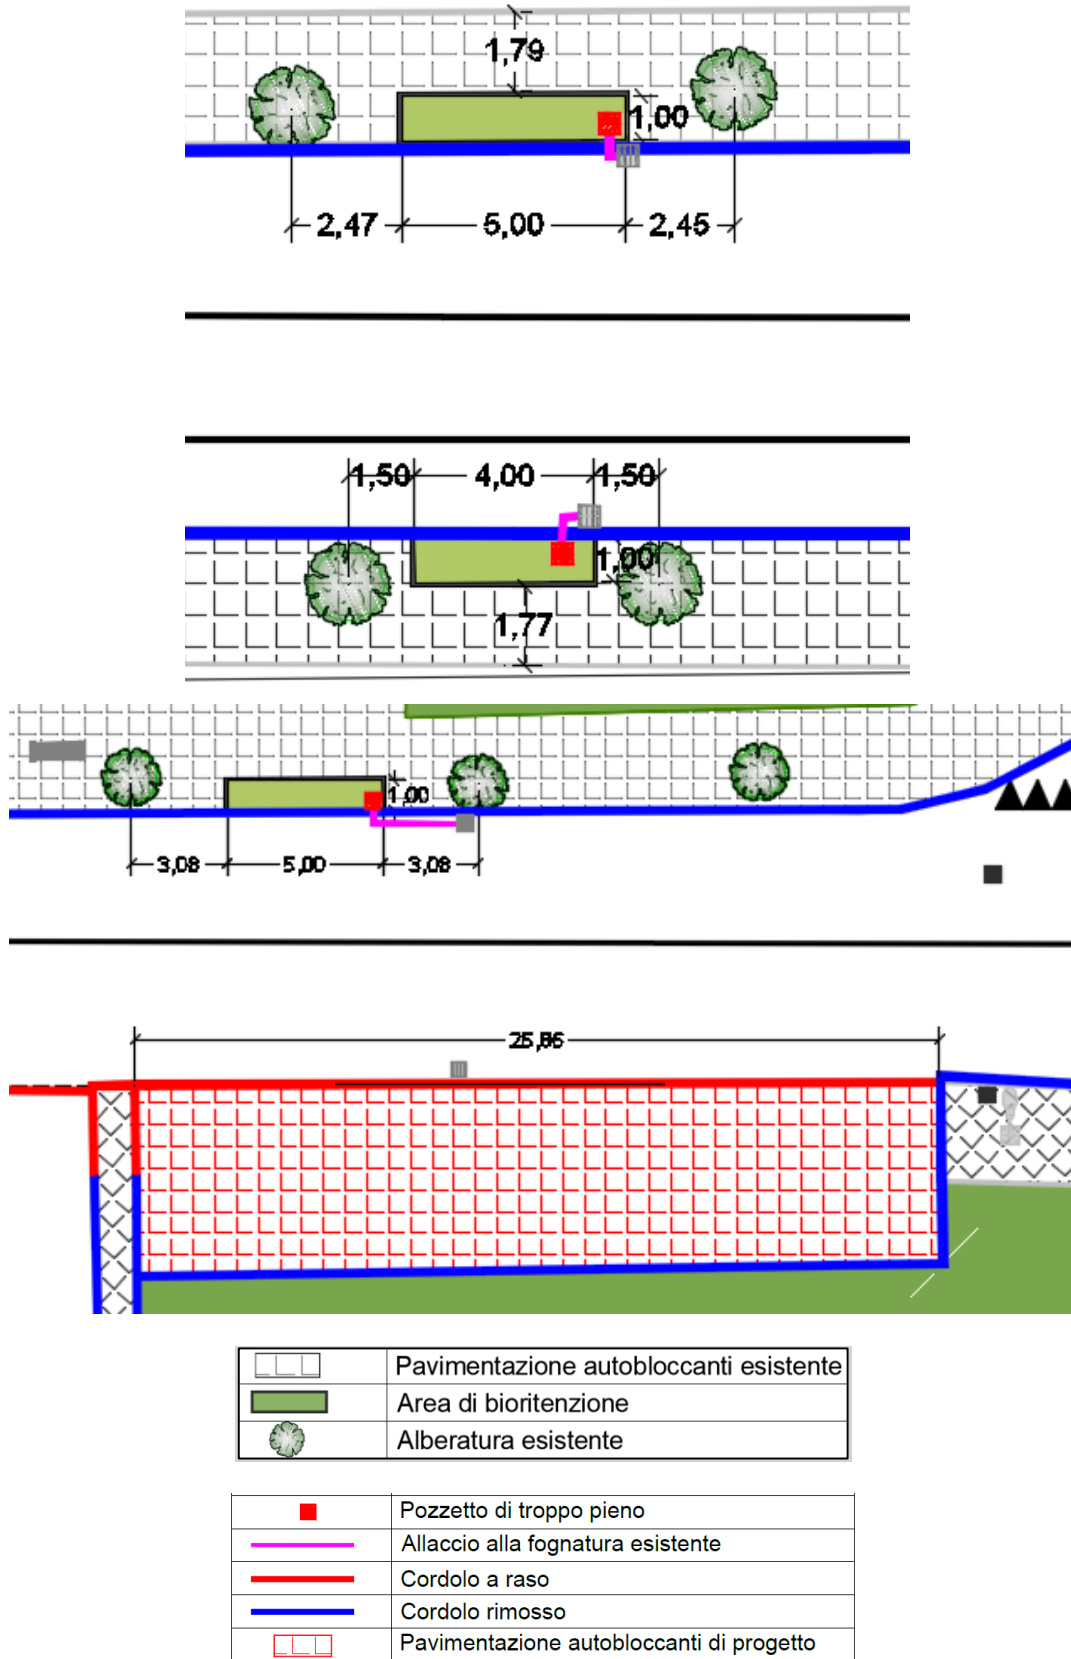 1,79
1,00
2,47 5,00 2,45
1,50 4,00 1,50
1,00
1,77
1,00
3,08 5,00 3,08
25,86
Pavimentazione autobloccanti esistente
Area di bioritenzione
Alberatura esistente
Pozzetto di troppo pieno
Allaccio alla fognatura esistente
Cordolo a raso
Cordolo rimosso
Pavimentazione autobloccanti di progetto